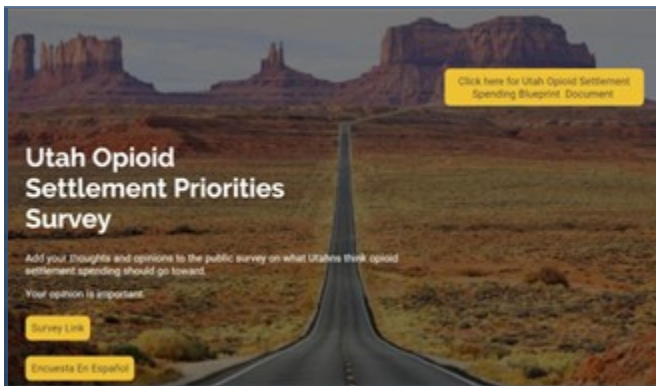 Click here for Utah Opioid Settlement
Spending Blueprint Document
Utah Opioid
Settlement Priorities
Survey
Add your thoughts and opinions to the public survey on what Utahns think opioid
settlement spending should go toward.
Your opinion is important.
Survey Link
Encuesta En Español